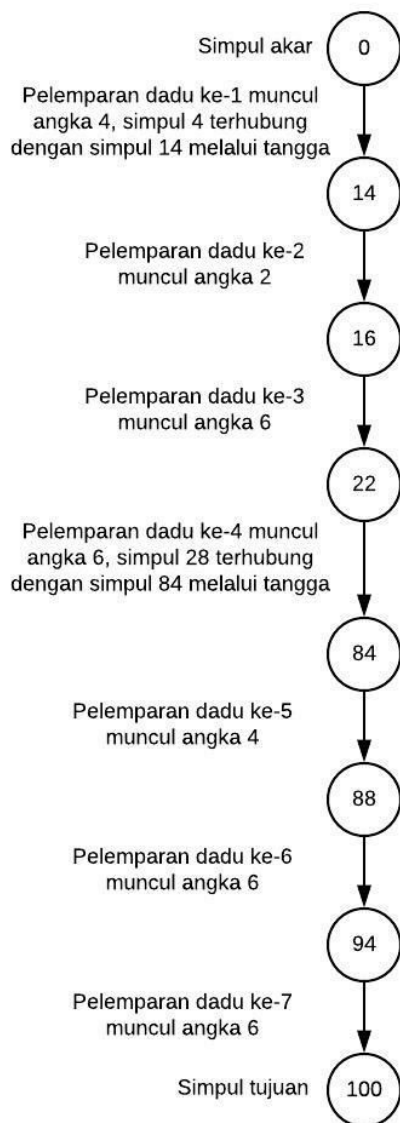 Simpul akar
0
Pelemparan dadu ke-1 muncul
angka 4, simpul 4 terhubung
dengan simpul 14 melalui tangga
14
Pelemparan dadu ke-2
muncul angka 2
16
Pelemparan dadu ke-3
muncul angka 6
22
Pelemparan dadu ke-4 muncul
angka 6, simpul 28 terhubung
dengan simpul 84 melalui tangga
84
Pelemparan dadu ke-5
muncul angka 4
88
Pelemparan dadu ke-6
muncul angka 6
94
Pelemparan dadu ke-7
muncul angka 6
Simpul tujuan
100